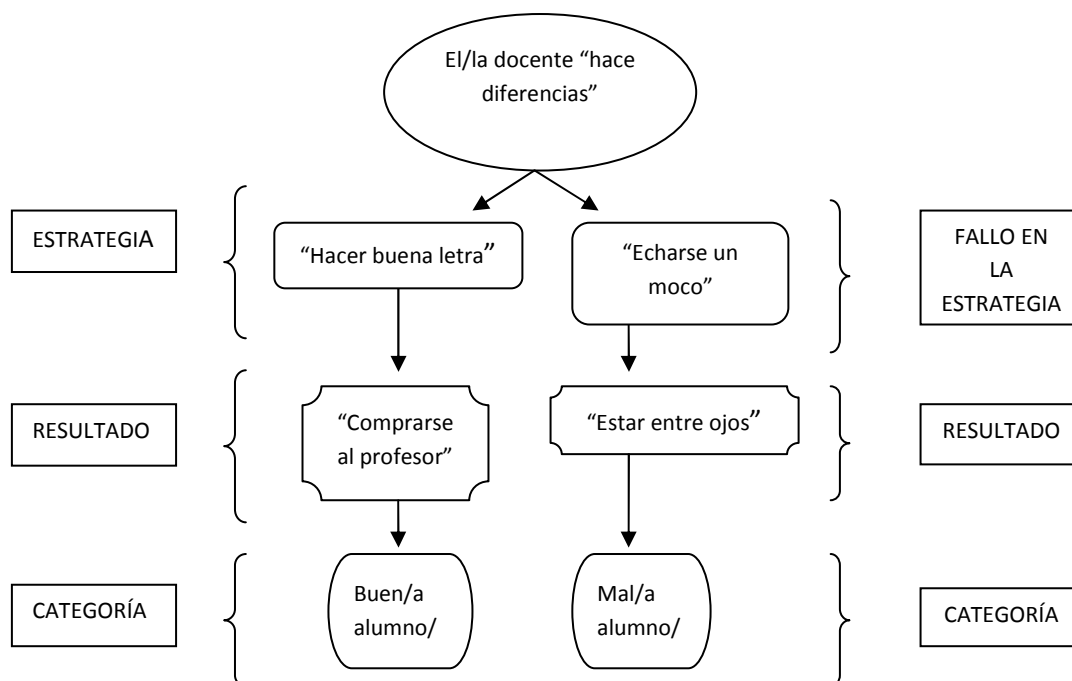 El/la docente “hace
diferencias”
ESTRATEGIA
“Hacer buena letra”
“Echarse un
moco”
FALLO EN
LA
ESTRATEGIA
RESULTADO
“Comprarse
al profesor”
“Estar entre ojos”
RESULTADO
CATEGORÍA
Buen/a
alumno/
Mal/a
alumno/
CATEGORÍA